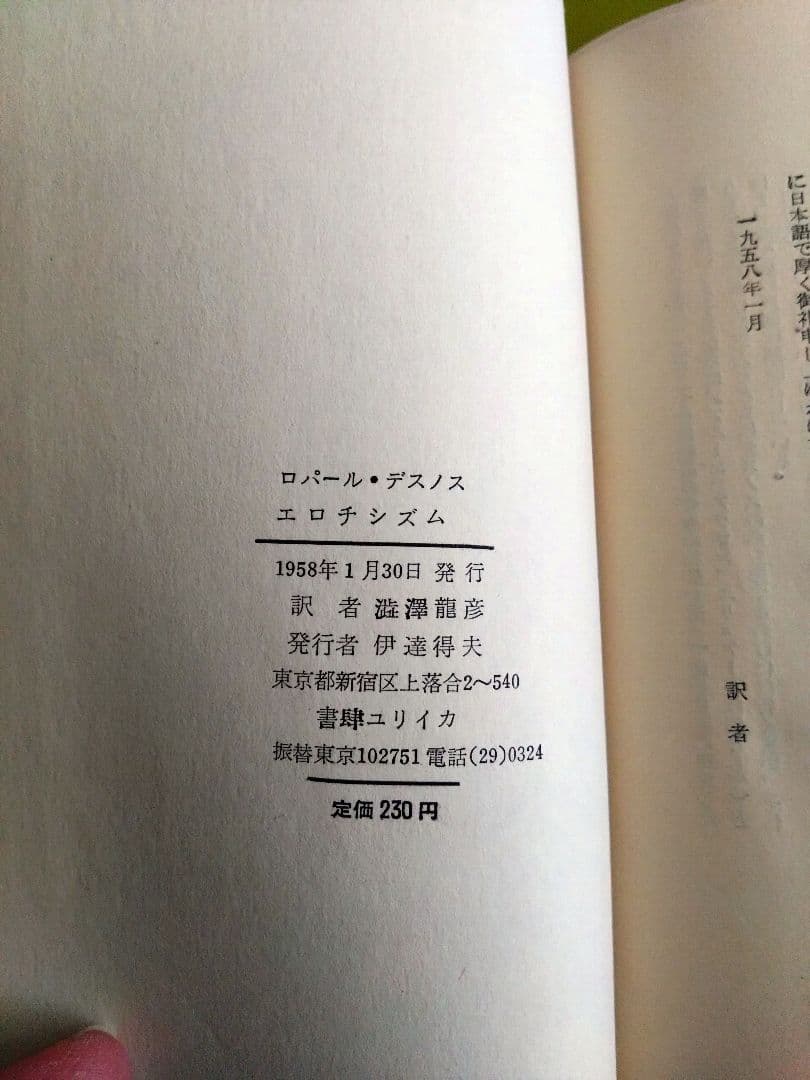 ロパール・デスノス
エロチシズム
1958年1月30日 発行
訳 者 澁澤龍彦
発行者 伊達得夫
東京都新宿区上落合2〜540
書肆ユリイカ
振替東京102751 電話(29)0324
定価 230円
に日本語で厚く御礼申し
一九五八年一月
訳者